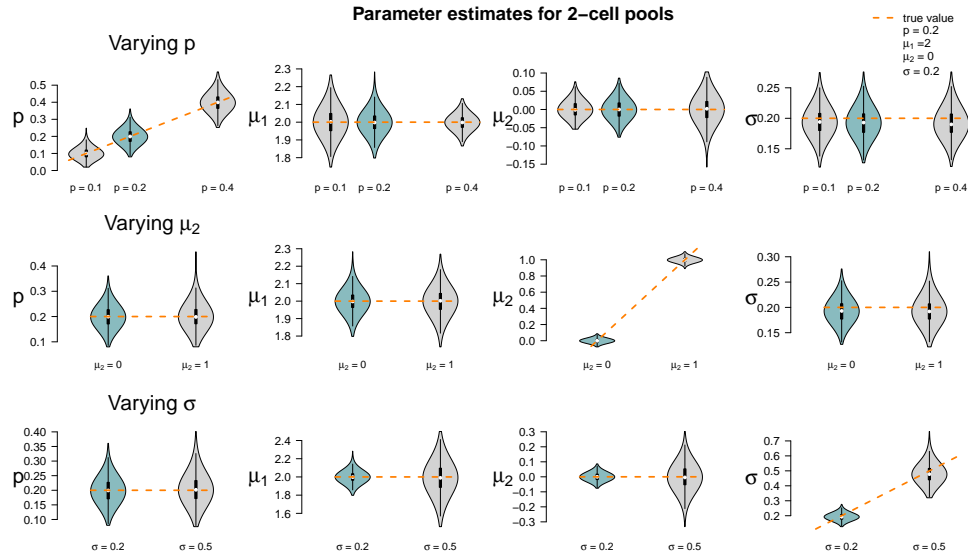 Parameter estimates for 2−cell pools
true value
p = 0.2
μ1 =2
μ2 = 0
σ = 0.2
Varying p
p
0.5
0.4
0.3
0.2
0.1
0.0
p = 0.1 p = 0.2 p = 0.4
μ1
2.3
2.2
2.1
2.0
1.9
1.8
p = 0.1 p = 0.2 p = 0.4
μ2
0.10
0.05
0.00
−0.05
−0.10
−0.15
p = 0.1 p = 0.2 p = 0.4
σ
0.25
0.20
0.15
p = 0.1 p = 0.2 p = 0.4
Varying μ2
p
0.4
0.3
0.2
0.1
μ2 = 0 μ2 = 1
μ1
2.3
2.2
2.1
2.0
1.9
1.8
μ2 = 0 μ2 = 1
μ2
1.0
0.8
0.6
0.4
0.2
0.0
μ2 = 0 μ2 = 1
σ
0.30
0.25
0.20
0.15
μ2 = 0 μ2 = 1
Varying σ
p
0.40
0.35
0.30
0.25
0.20
0.15
0.10
σ = 0.2 σ = 0.5
μ1
2.4
2.2
2.0
1.8
1.6
σ = 0.2 σ = 0.5
μ2
0.3
0.2
0.1
0.0
−0.1
−0.2
−0.3
σ = 0.2 σ = 0.5
σ
0.7
0.6
0.5
0.4
0.3
0.2
σ = 0.2 σ = 0.5